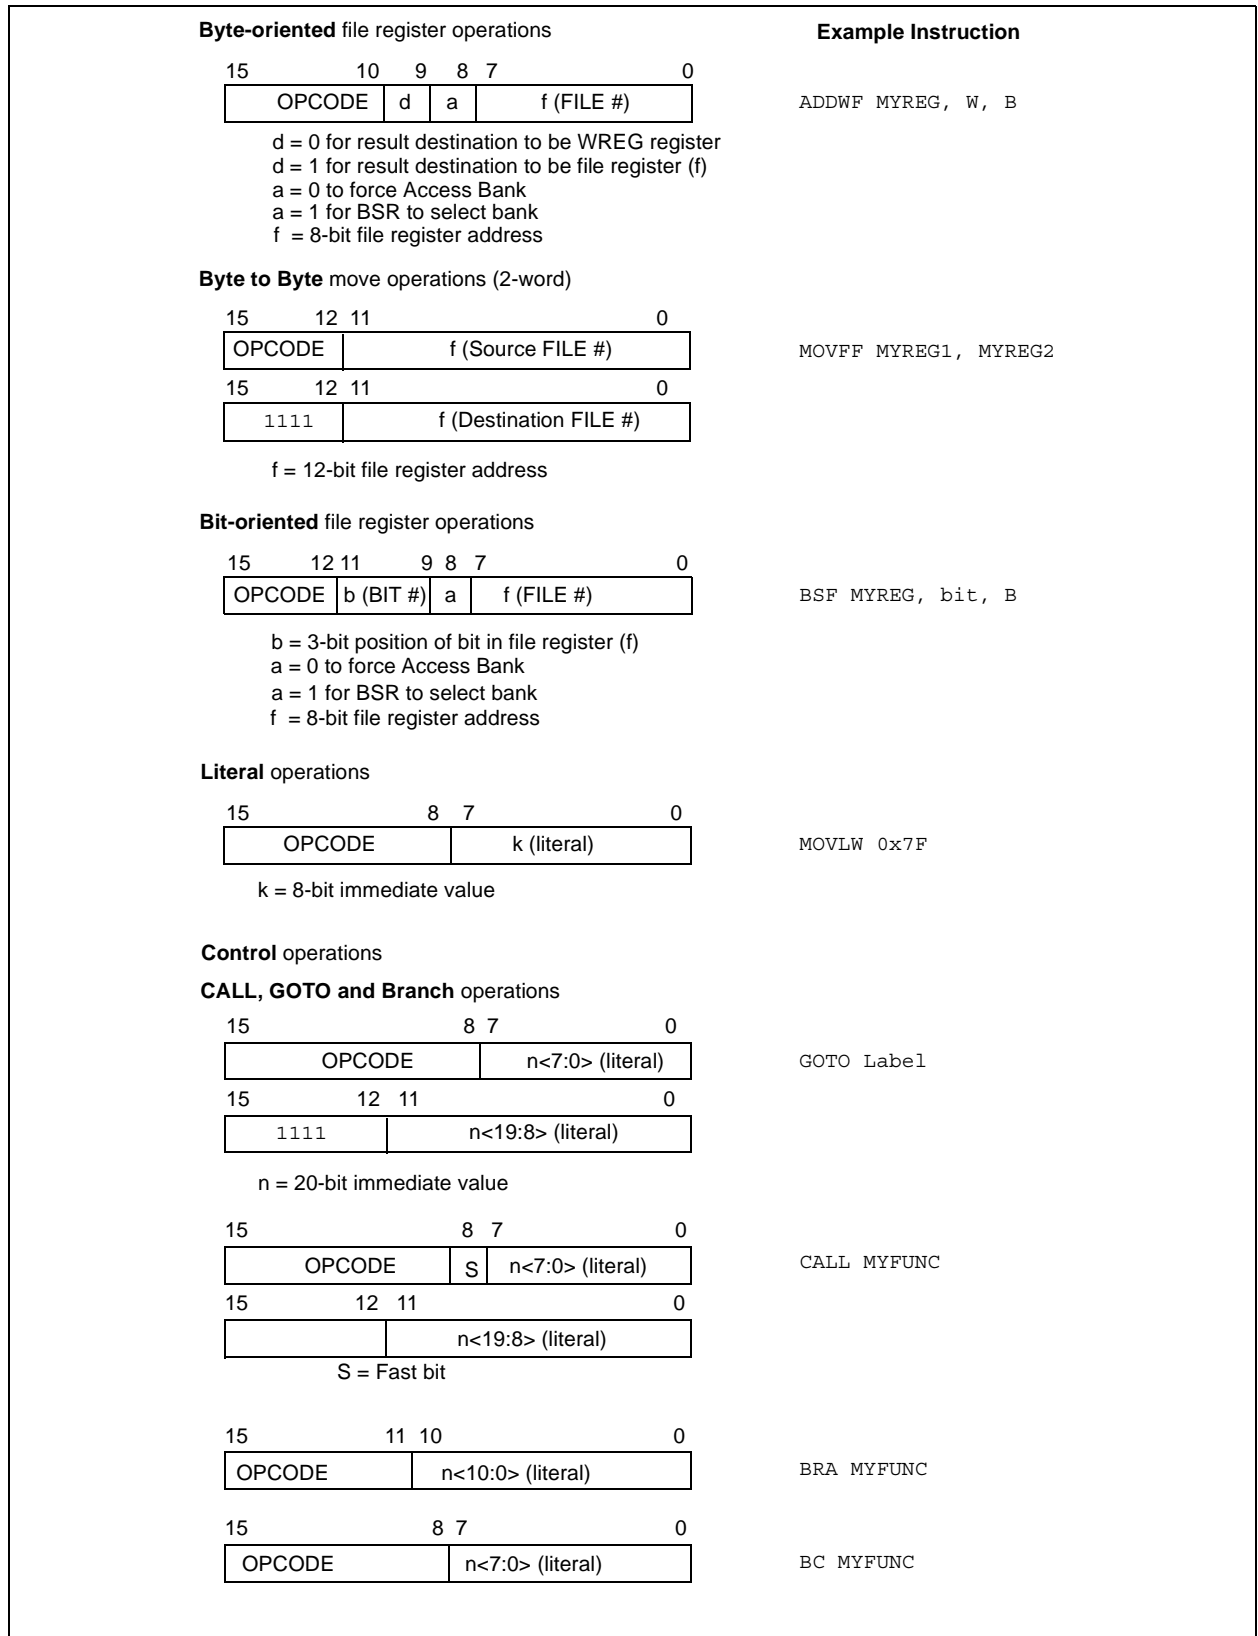 Byte-oriented file register operations Example Instruction
15 10 9 8 7 0
OPCODE d a f (FILE #) ADDWF MYREG, W, B
d = 0 for result destination to be WREG register
d = 1 for result destination to be file register (f)
a = 0 to force Access Bank
a = 1 for BSR to select bank
f = 8-bit file register address
Byte to Byte move operations (2-word)
15 12 11 0
OPCODE f (Source FILE #) MOVFF MYREG1, MYREG2
15 12 11 0
1111 f (Destination FILE #)
f = 12-bit file register address
Bit-oriented file register operations
15 12 11 9 8 7 0
OPCODE b (BIT #) a f (FILE #) BSF MYREG, bit, B
b = 3-bit position of bit in file register (f)
a = 0 to force Access Bank
a = 1 for BSR to select bank
f = 8-bit file register address
Literal operations
15 8 7 0
OPCODE k (literal) MOVLW 0x7F
k = 8-bit immediate value
Control operations
CALL, GOTO and Branch operations
15 8 7 0
OPCODE n<7:0> (literal) GOTO Label
15 12 11 0
1111 n<19:8> (literal)
n = 20-bit immediate value
15 8 7 0
OPCODE S n<7:0> (literal) CALL MYFUNC
15 12 11 0
n<19:8> (literal)
S = Fast bit
15 11 10 0
OPCODE n<10:0> (literal) BRA MYFUNC
15 8 7 0
OPCODE n<7:0> (literal) BC MYFUNC